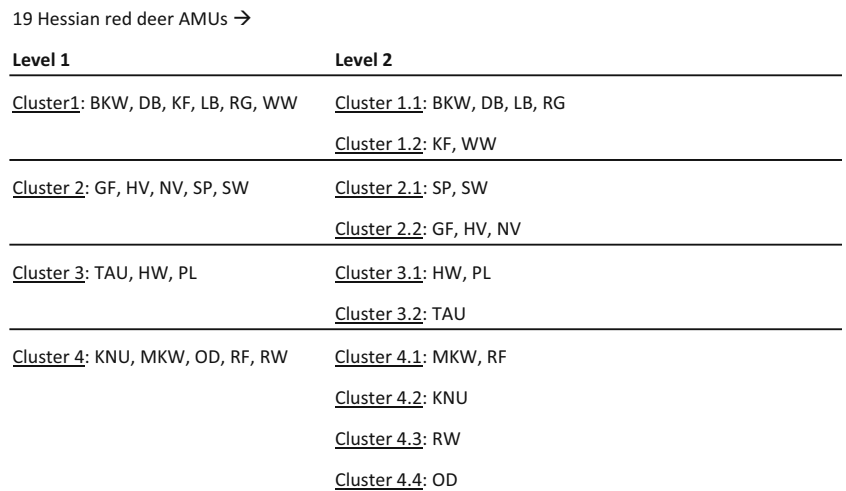 19 Hessian red deer AMUs →
Level 1 Level 2
Cluster1: BKW, DB, KF, LB, RG, WW Cluster 1.1: BKW, DB, LB, RG
Cluster 1.2: KF, WW
Cluster 2: GF, HV, NV, SP, SW Cluster 2.1: SP, SW
Cluster 2.2: GF, HV, NV
Cluster 3: TAU, HW, PL Cluster 3.1: HW, PL
Cluster 3.2: TAU
Cluster 4: KNU, MKW, OD, RF, RW Cluster 4.1: MKW, RF
Cluster 4.2: KNU
Cluster 4.3: RW
Cluster 4.4: OD